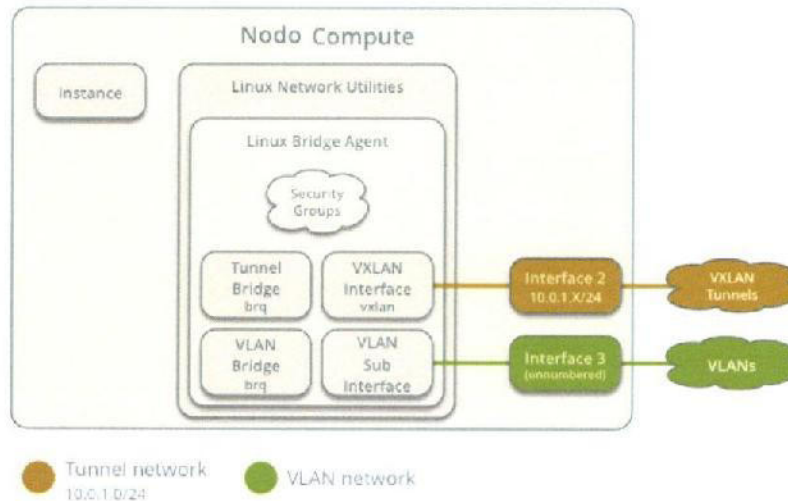 Nodo Compute
Instance
Linux Network Utilities
Linux Bridge Agent
Security
Groups
Tunnel
Bridge
brq
VXLAN
Interface
vxlan
Interface 2
10.0.1.X/24
VXLAN
Tunnels
VLAN
Bridge
brq
VLAN
Sub
Interface
Interface 3
(unnumbered)
VLANs
Tunnel network
10.0.1.0/24
VLAN network